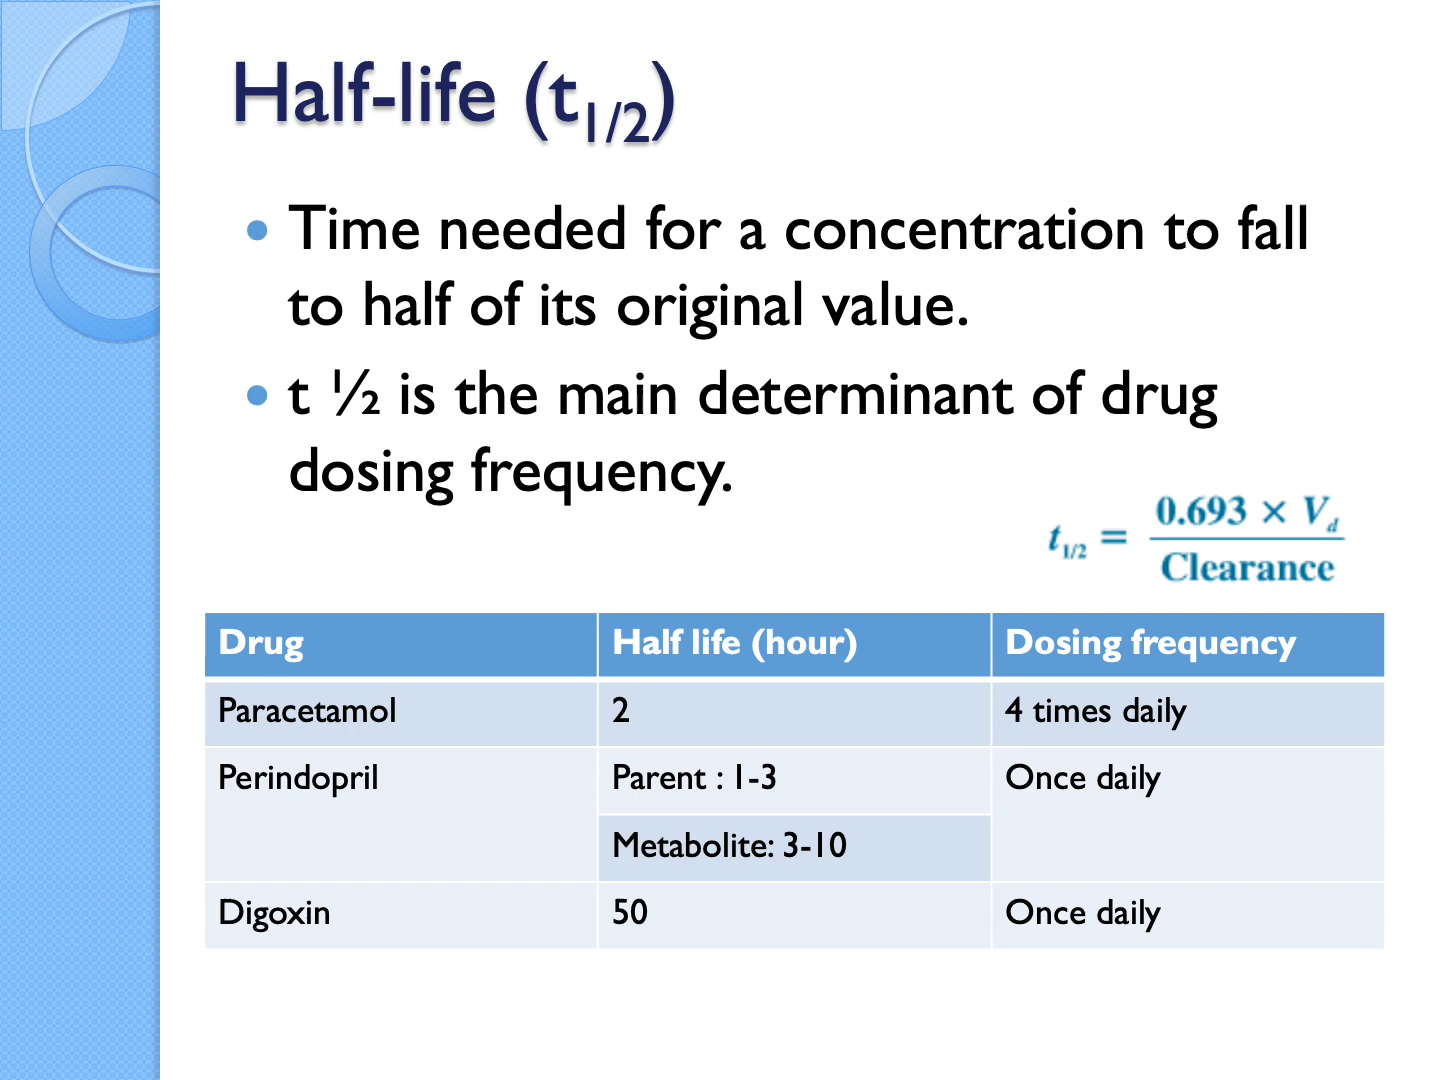 Half-life (t1/2)
• Time needed for a concentration to fall
to half of its original value.
• t ½ is the main determinant of drug
dosing frequency.
t1/2 = 0.693 × Vd / Clearance
Drug Half life (hour) Dosing frequency
Paracetamol 2 4 times daily
Perindopril Parent : 1-3 Once daily
Metabolite: 3-10
Digoxin 50 Once daily